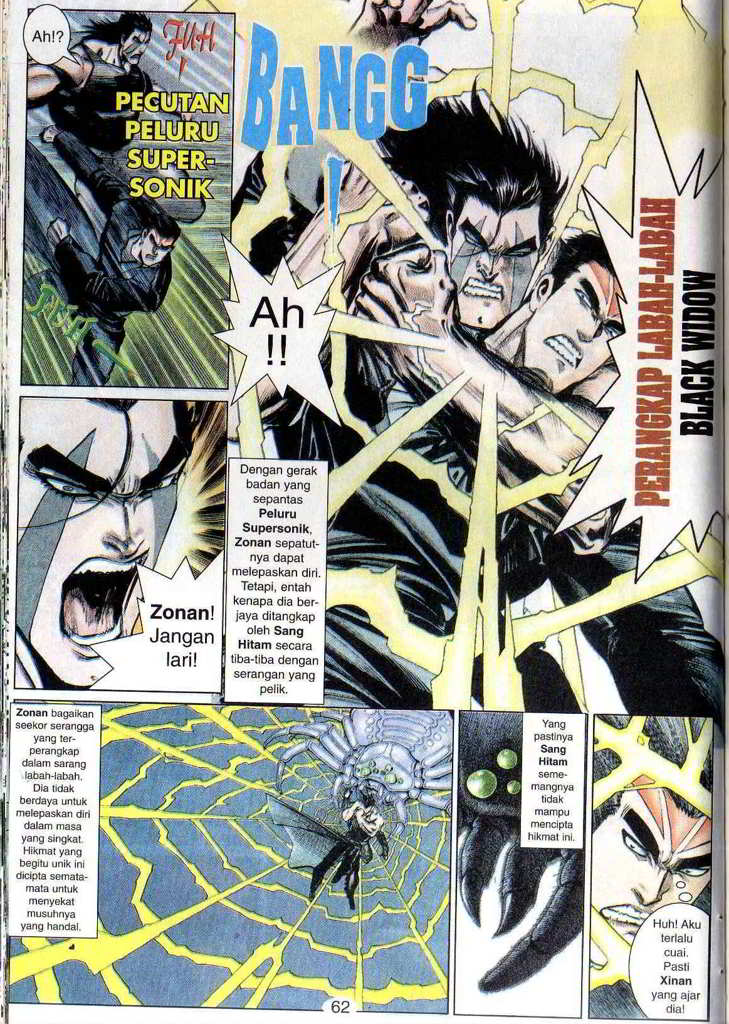 Ah!?
FUH
!
PECUTAN
PELURU
SUPER-
SONIK
BANGG
!
Ah
!!
PERANGKAP LABAH-LABAH
BLACK WIDOW
Zonan!
Jangan
lari!
Dengan gerak
badan yang
sepantas
Peluru
Supersonik,
Zonan sepatut-
nya dapat
melepaskan diri.
Tetapi, entah
kenapa dia ber-
jaya ditangkap
oleh Sang
Hitam secara
tiba-tiba dengan
serangan yang
pelik.
Zonan bagaikan
seekor serangga
yang ter-
perangkap
dalam sarang
labah-labah.
Dia tidak
berdaya untuk
melepaskan diri
dalam masa
yang singkat.
Hikmat yang
begitu unik ini
dicipta semata-
mata untuk
menyekat
musuhnya
yang handal.
Yang
pastinya
Sang
Hitam
seme-
mangnya
tidak
mampu
mencipta
hikmat ini.
Huh! Aku
terlalu
cuai.
Pasti
Xinan
yang ajar
dia!
62